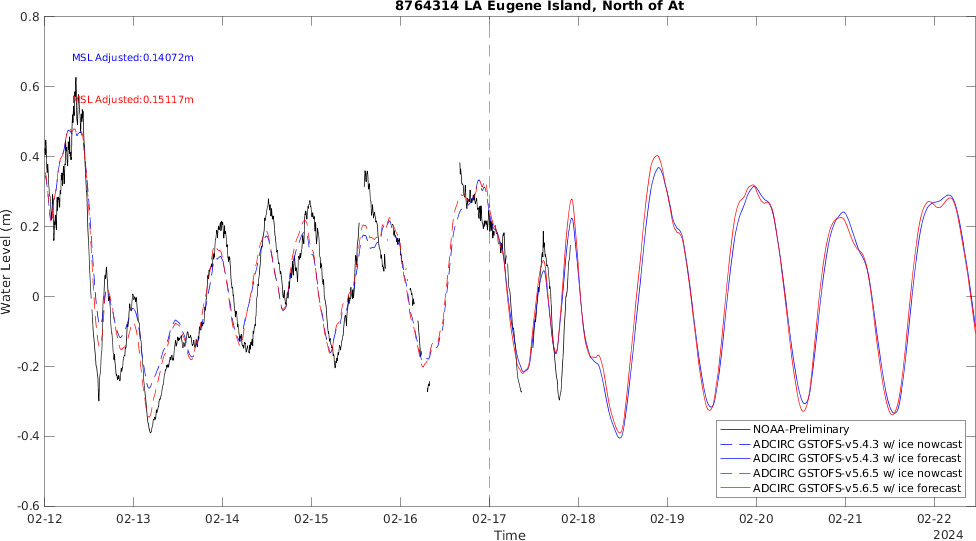 8764314 LA Eugene Island, North of At
Water Level (m)
0.8
0.6
0.4
0.2
0
-0.2
-0.4
-0.6
MSL Adjusted:0.14072m
MSL Adjusted:0.15117m
NOAA-Preliminary
ADCIRC GSTOFS-v5.4.3 w/ ice nowcast
ADCIRC GSTOFS-v5.4.3 w/ ice forecast
ADCIRC GSTOFS-v5.6.5 w/ ice nowcast
ADCIRC GSTOFS-v5.6.5 w/ ice forecast
02-12 02-13 02-14 02-15 02-16 02-17 02-18 02-19 02-20 02-21 02-22
Time
2024